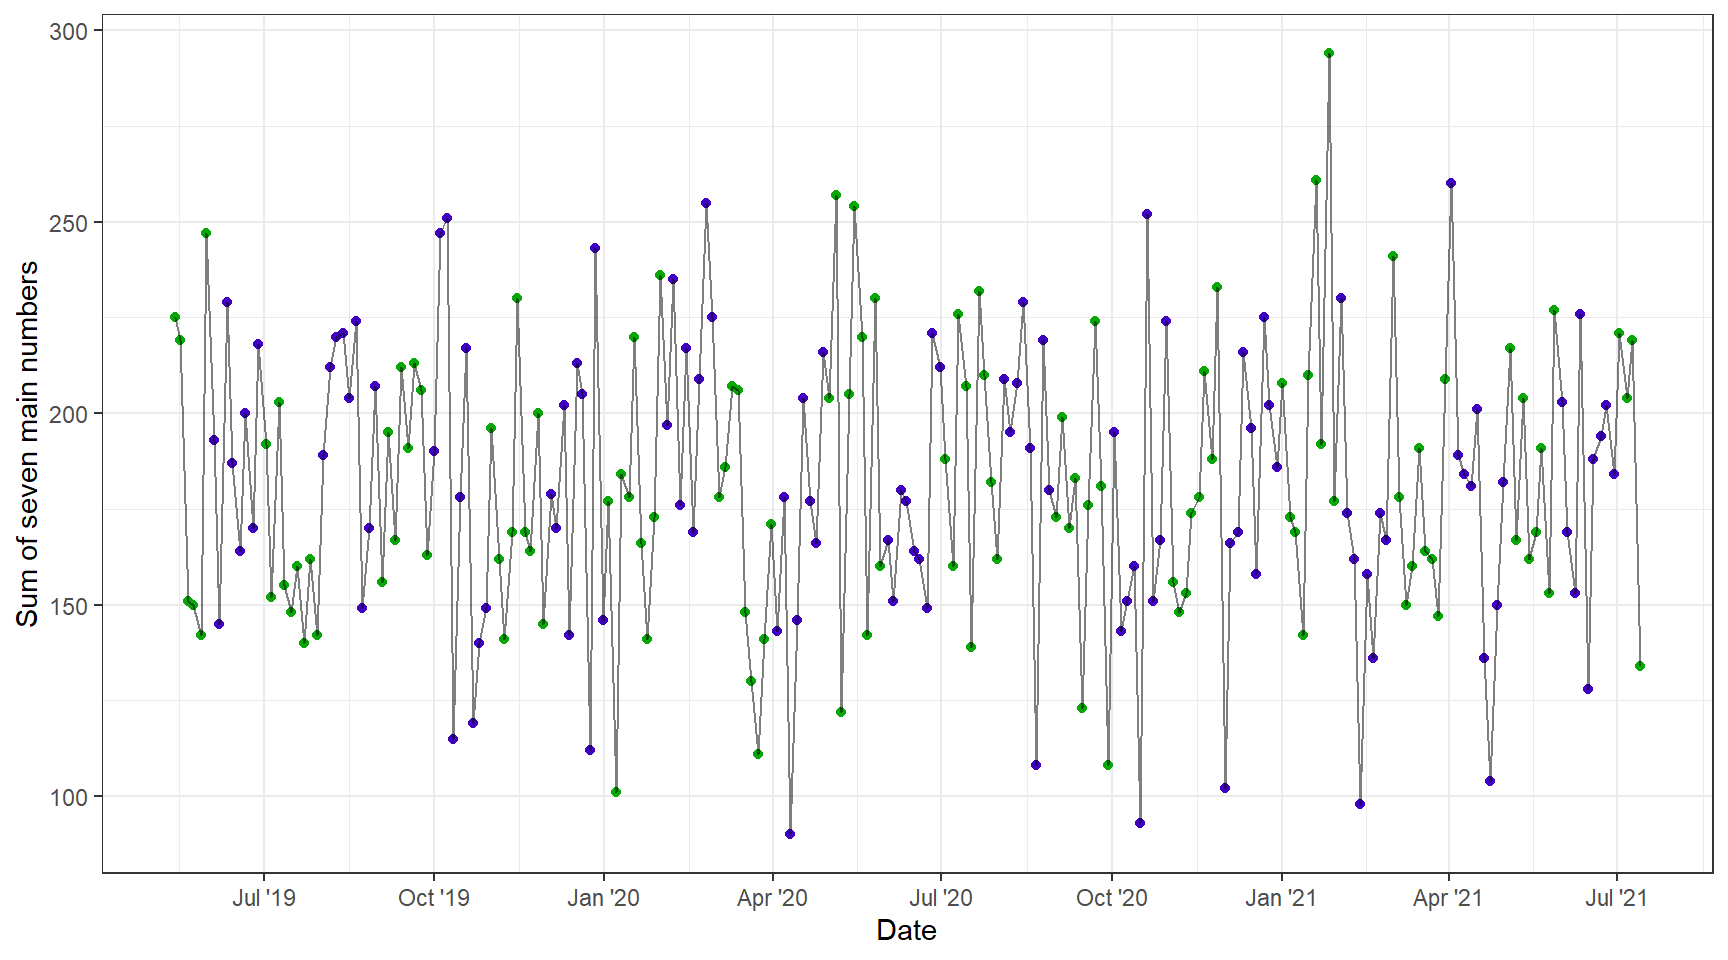 300
250
200
150
100
Sum of seven main numbers
Jul '19
Oct '19
Jan '20
Apr '20
Jul '20
Oct '20
Jan '21
Apr '21
Jul '21
Date